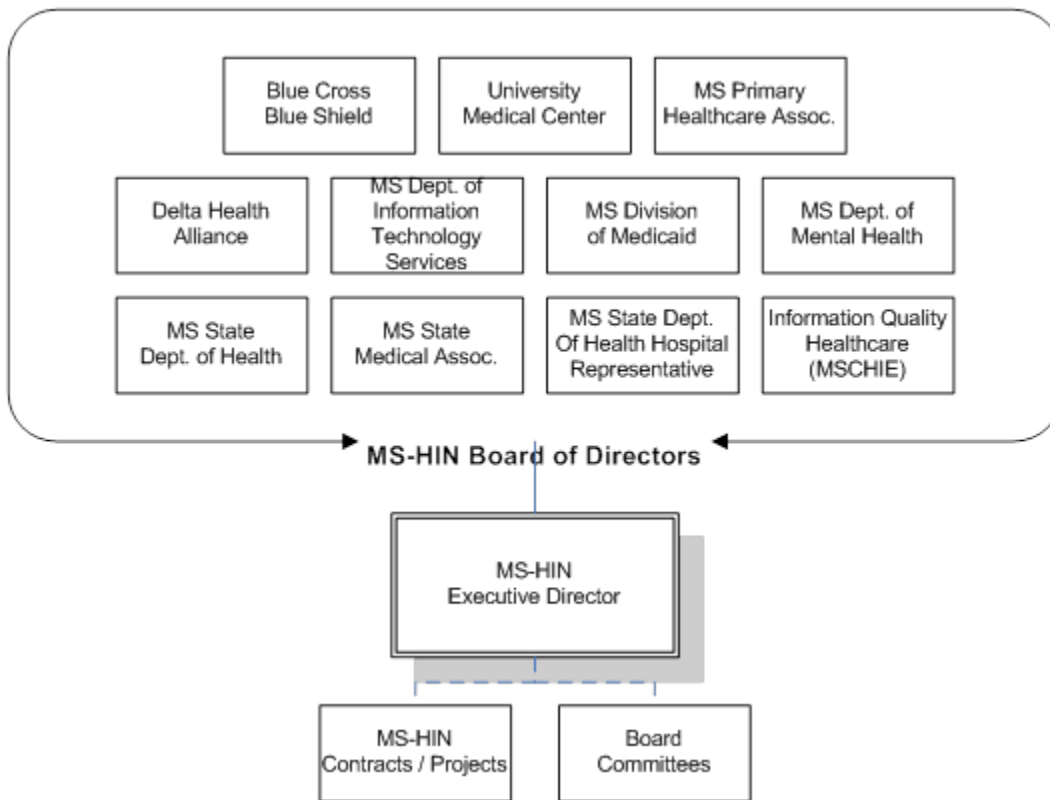 Blue Cross
Blue Shield
University
Medical Center
MS Primary
Healthcare Assoc.
Delta Health
Alliance
MS Dept. of
Information
Technology
Services
MS Division
of Medicaid
MS Dept. of
Mental Health
MS State
Dept. of Health
MS State
Medical Assoc.
MS State Dept.
Of Health Hospital
Representative
Information Quality
Healthcare
(MSCHIE)
MS-HIN Board of Directors
MS-HIN
Executive Director
MS-HIN
Contracts / Projects
Board
Committees